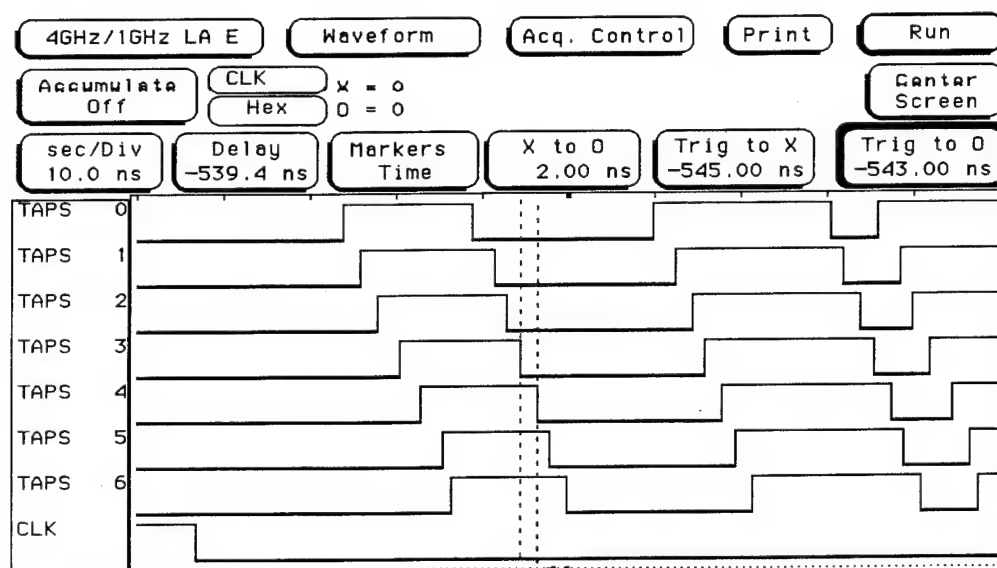 4GHz/1GHz LA E
Waveform
Acq. Control
Print
Run
Accumulate
Off
CLK
X = 0
Hex
O = 0
Center
Screen
sec/Div
10.0 ns
Delay
-539.4 ns
Markers
Time
X to O
2.00 ns
Trig to X
-545.00 ns
Trig to O
-543.00 ns
TAPS 0
TAPS 1
TAPS 2
TAPS 3
TAPS 4
TAPS 5
TAPS 6
CLK